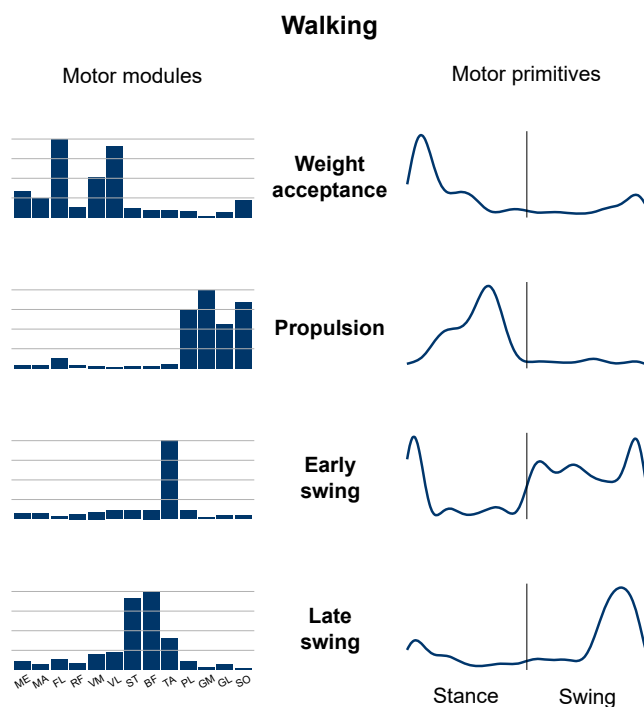 Walking
Motor modules
Motor primitives
Weight
acceptance
Propulsion
Early
swing
Late
swing
ME MA FL RF VM VL ST BF TA PL GM GL SO
Stance Swing